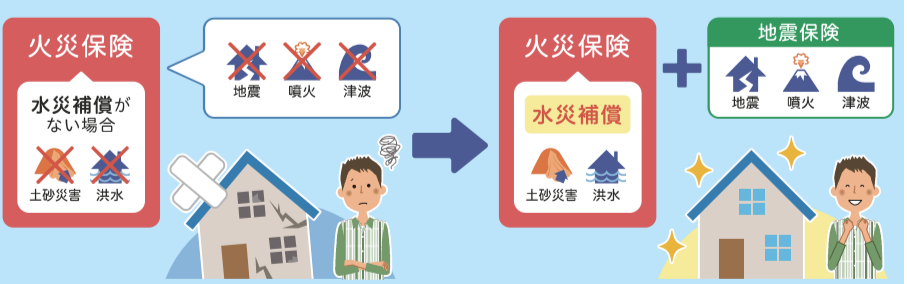 火災保険
水災補償が
ない場合
土砂災害
洪水
地震
噴火
津波
火災保険
水災補償
土砂災害
洪水
地震保険
地震
噴火
津波